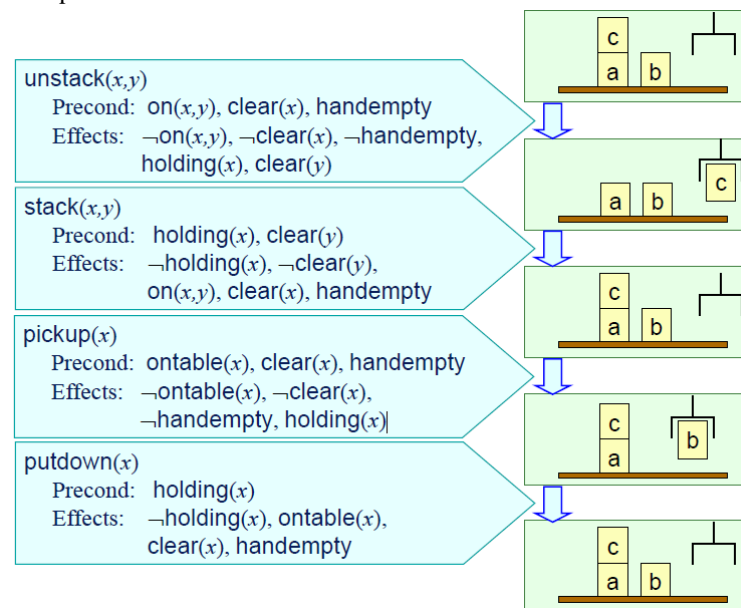 unstack(x,y)
Precond: on(x,y), clear(x), handempty
Effects: ¬on(x,y), ¬clear(x), ¬handempty,
holding(x), clear(y)
stack(x,y)
Precond: holding(x), clear(y)
Effects: ¬holding(x), ¬clear(y),
on(x,y), clear(x), handempty
pickup(x)
Precond: ontable(x), clear(x), handempty
Effects: ¬ontable(x), ¬clear(x),
¬handempty, holding(x)
putdown(x)
Precond: holding(x)
Effects: ¬holding(x), ontable(x),
clear(x), handempty
c
a b
c
a b
c
a b
c
b
a
c
a b